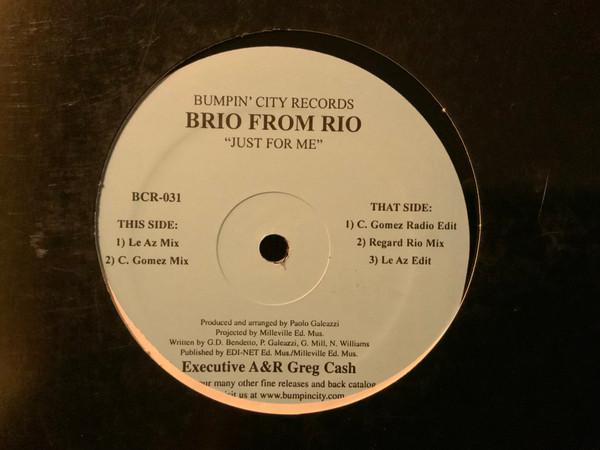 BUMPIN' CITY RECORDS
BRIO FROM RIO
"JUST FOR ME"
BCR-031
THIS SIDE:
1) Le Az Mix
2) C. Gomez Mix
THAT SIDE:
1) C. Gomez Radio Edit
2) Regard Rio Mix
3) Le Az Edit
Produced and arranged by Paolo Galeazzi
Projected by Milleville Ed. Mus.
Written by G.D. Bendetto, P. Galeazzi, G. Mill, N. Williams
Published by EDI-NET Ed. Mus./Milleville Ed. Mus.
Executive A&R Greg Cash
many other fine releases and back catalog
us at www.bumpincity.com